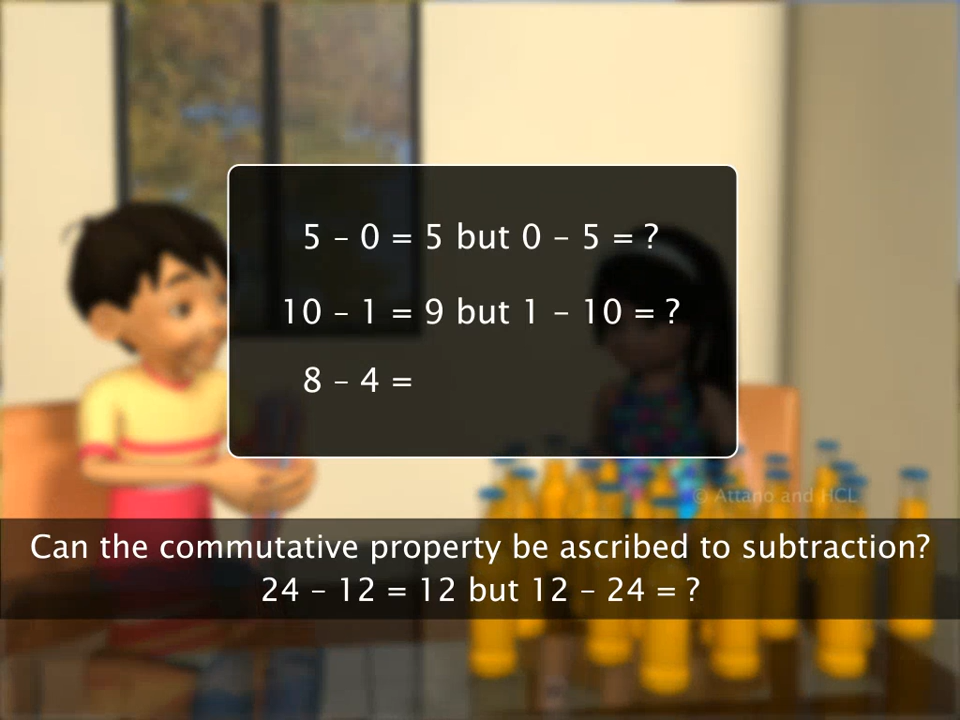 5 – 0 = 5 but 0 – 5 = ?
10 – 1 = 9 but 1 – 10 = ?
8 – 4 =
© Attano and HCL
Can the commutative property be ascribed to subtraction?
24 – 12 = 12 but 12 – 24 = ?